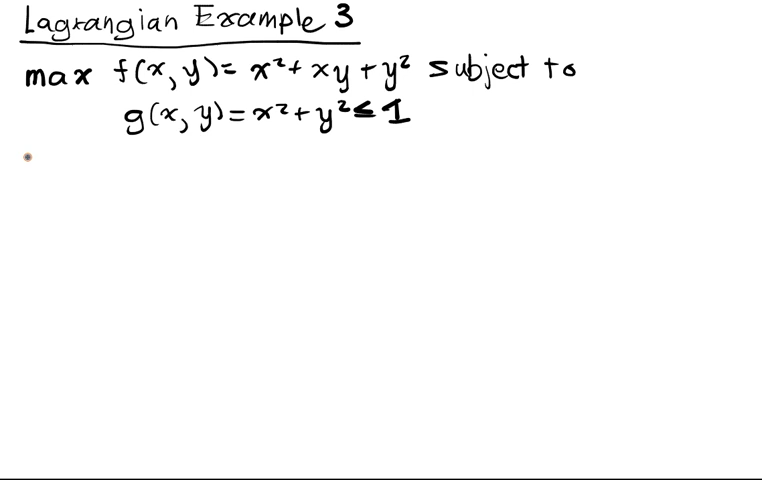 Lagrangian Example 3
max f(x, y) = x² + xy + y² subject to
g(x, y) = x² + y² ≤ 1